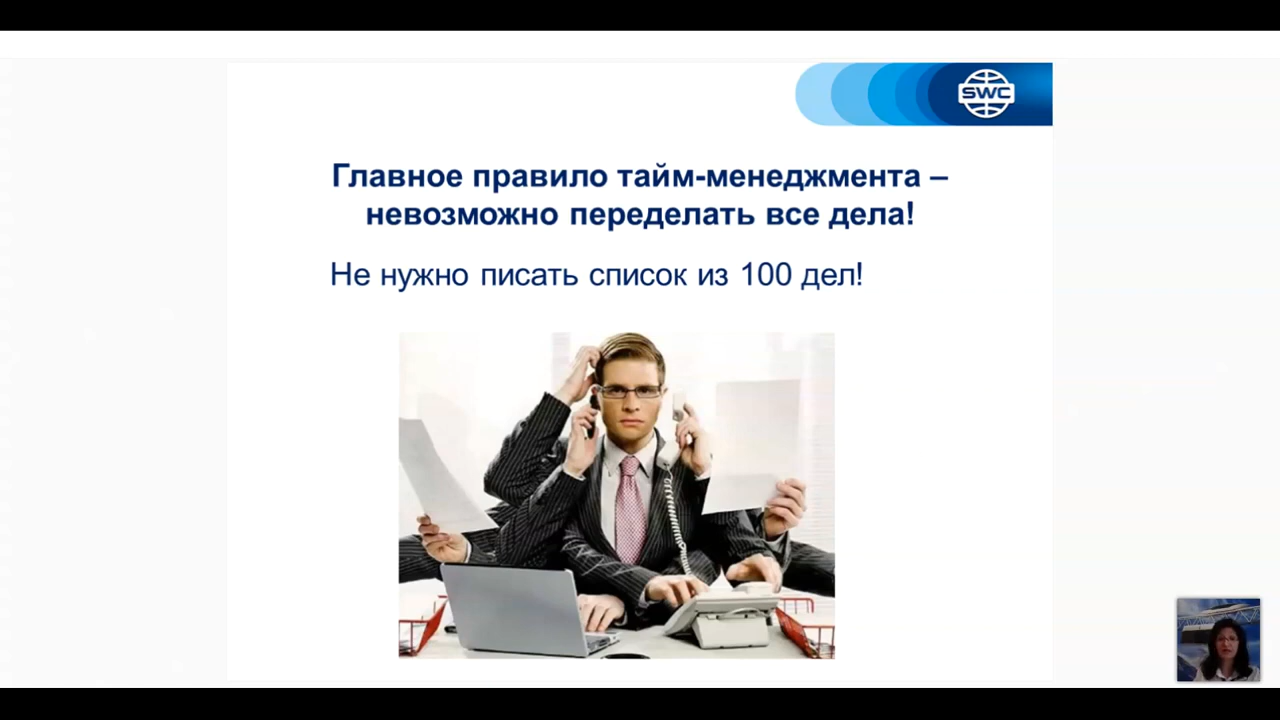 SWC
Главное правило тайм-менеджмента –
невозможно переделать все дела!
Не нужно писать список из 100 дел!